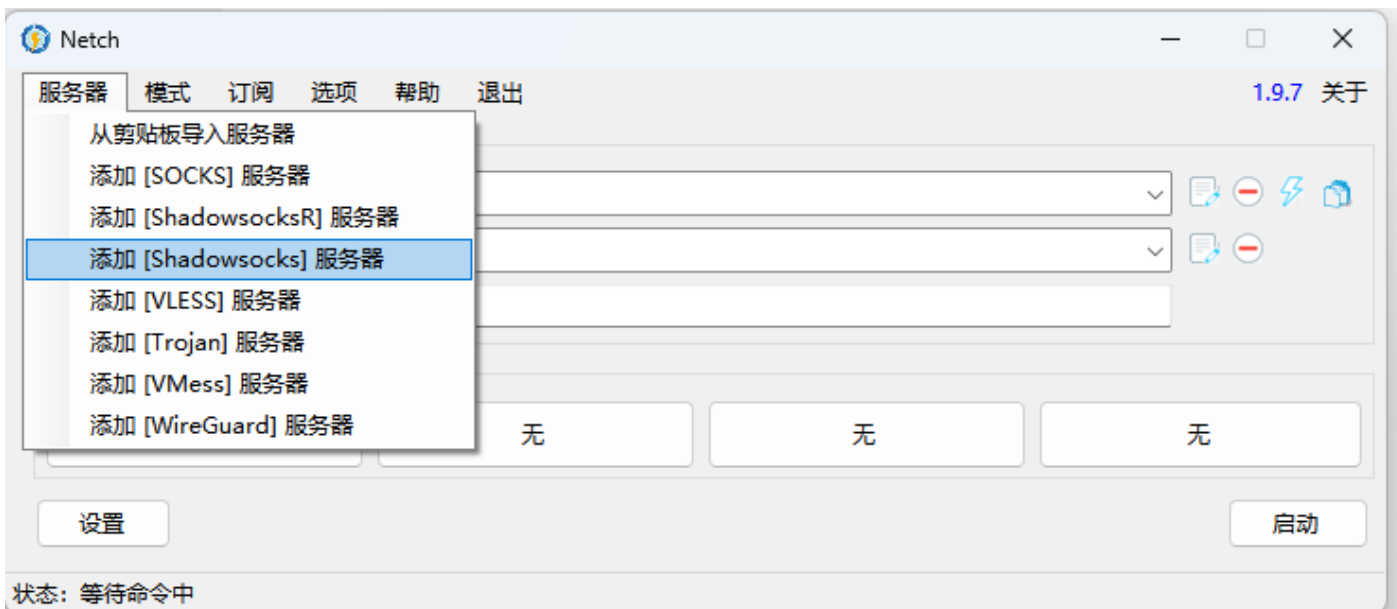 Netch
服务器 模式 订阅 选项 帮助 退出 1.9.7 关于
从剪贴板导入服务器
添加 [SOCKS] 服务器
添加 [ShadowsocksR] 服务器
添加 [Shadowsocks] 服务器
添加 [VLESS] 服务器
添加 [Trojan] 服务器
添加 [VMess] 服务器
添加 [WireGuard] 服务器
无 无 无
设置 启动
状态：等待命令中